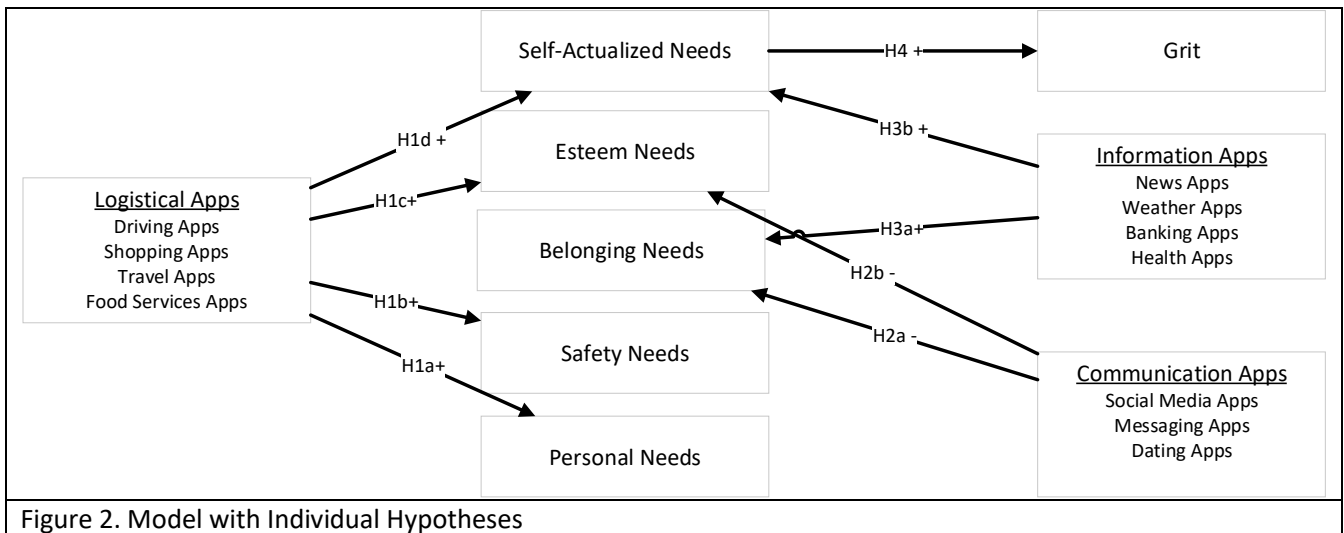 Self-Actualized Needs
H4 +
Grit
H1d +
H3b +
Esteem Needs
Information Apps
News Apps
Weather Apps
Banking Apps
Health Apps
Logistical Apps
Driving Apps
Shopping Apps
Travel Apps
Food Services Apps
H1c+
H3a+
Belonging Needs
H2b -
H1b+
H2a -
Safety Needs
H1a+
Communication Apps
Social Media Apps
Messaging Apps
Dating Apps
Personal Needs
Figure 2. Model with Individual Hypotheses